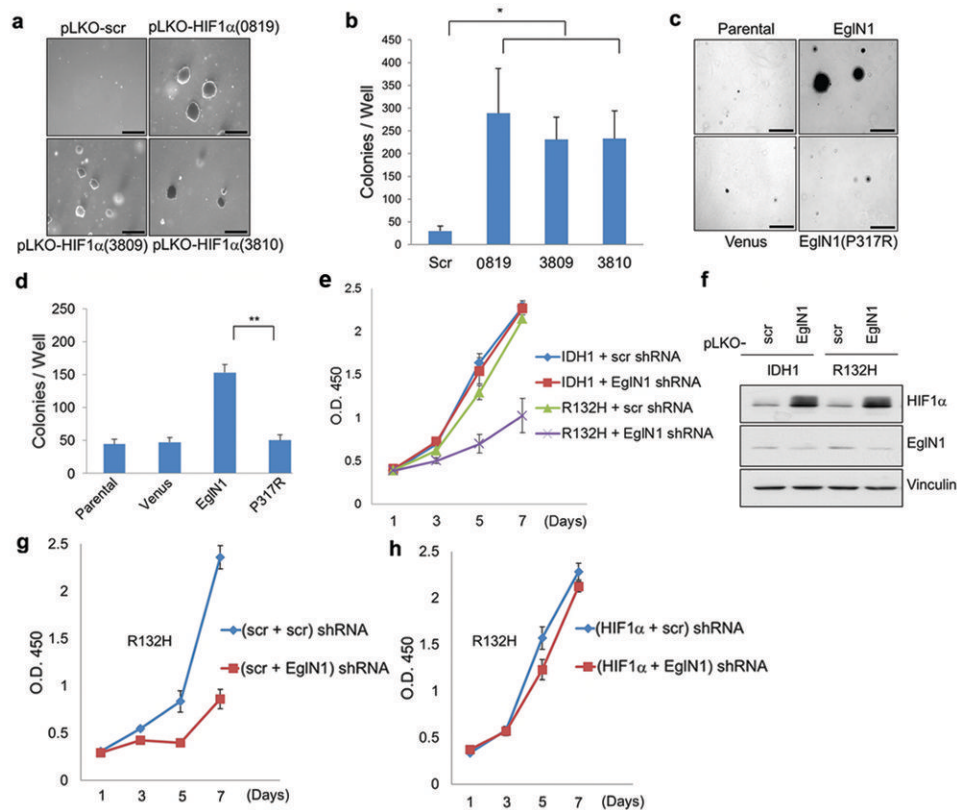 a
pLKO-scr pLKO-HIF1α(0819)
pLKO-HIF1α(3809) pLKO-HIF1α(3810)
b
*
Colonies / Well
450
400
350
300
250
200
150
100
50
0
Scr 0819 3809 3810
c
Parental EglN1
Venus EglN1(P317R)
d
**
Colonies / Well
250
200
150
100
50
0
Parental Venus EglN1 P317R
e
O.D. 450
2.5
2
1.5
1
0.5
0
IDH1 + scr shRNA
IDH1 + EglN1 shRNA
R132H + scr shRNA
R132H + EglN1 shRNA
1 3 5 7 (Days)
f
pLKO- scr EglN1 scr EglN1
IDH1 R132H
HIF1α
EglN1
Vinculin
g
O.D. 450
2.5
2
1.5
1
0.5
0
R132H
(scr + scr) shRNA
(scr + EglN1) shRNA
1 3 5 7 (Days)
h
O.D. 450
2.5
2
1.5
1
0.5
0
R132H
(HIF1α + scr) shRNA
(HIF1α + EglN1) shRNA
1 3 5 7 (Days)